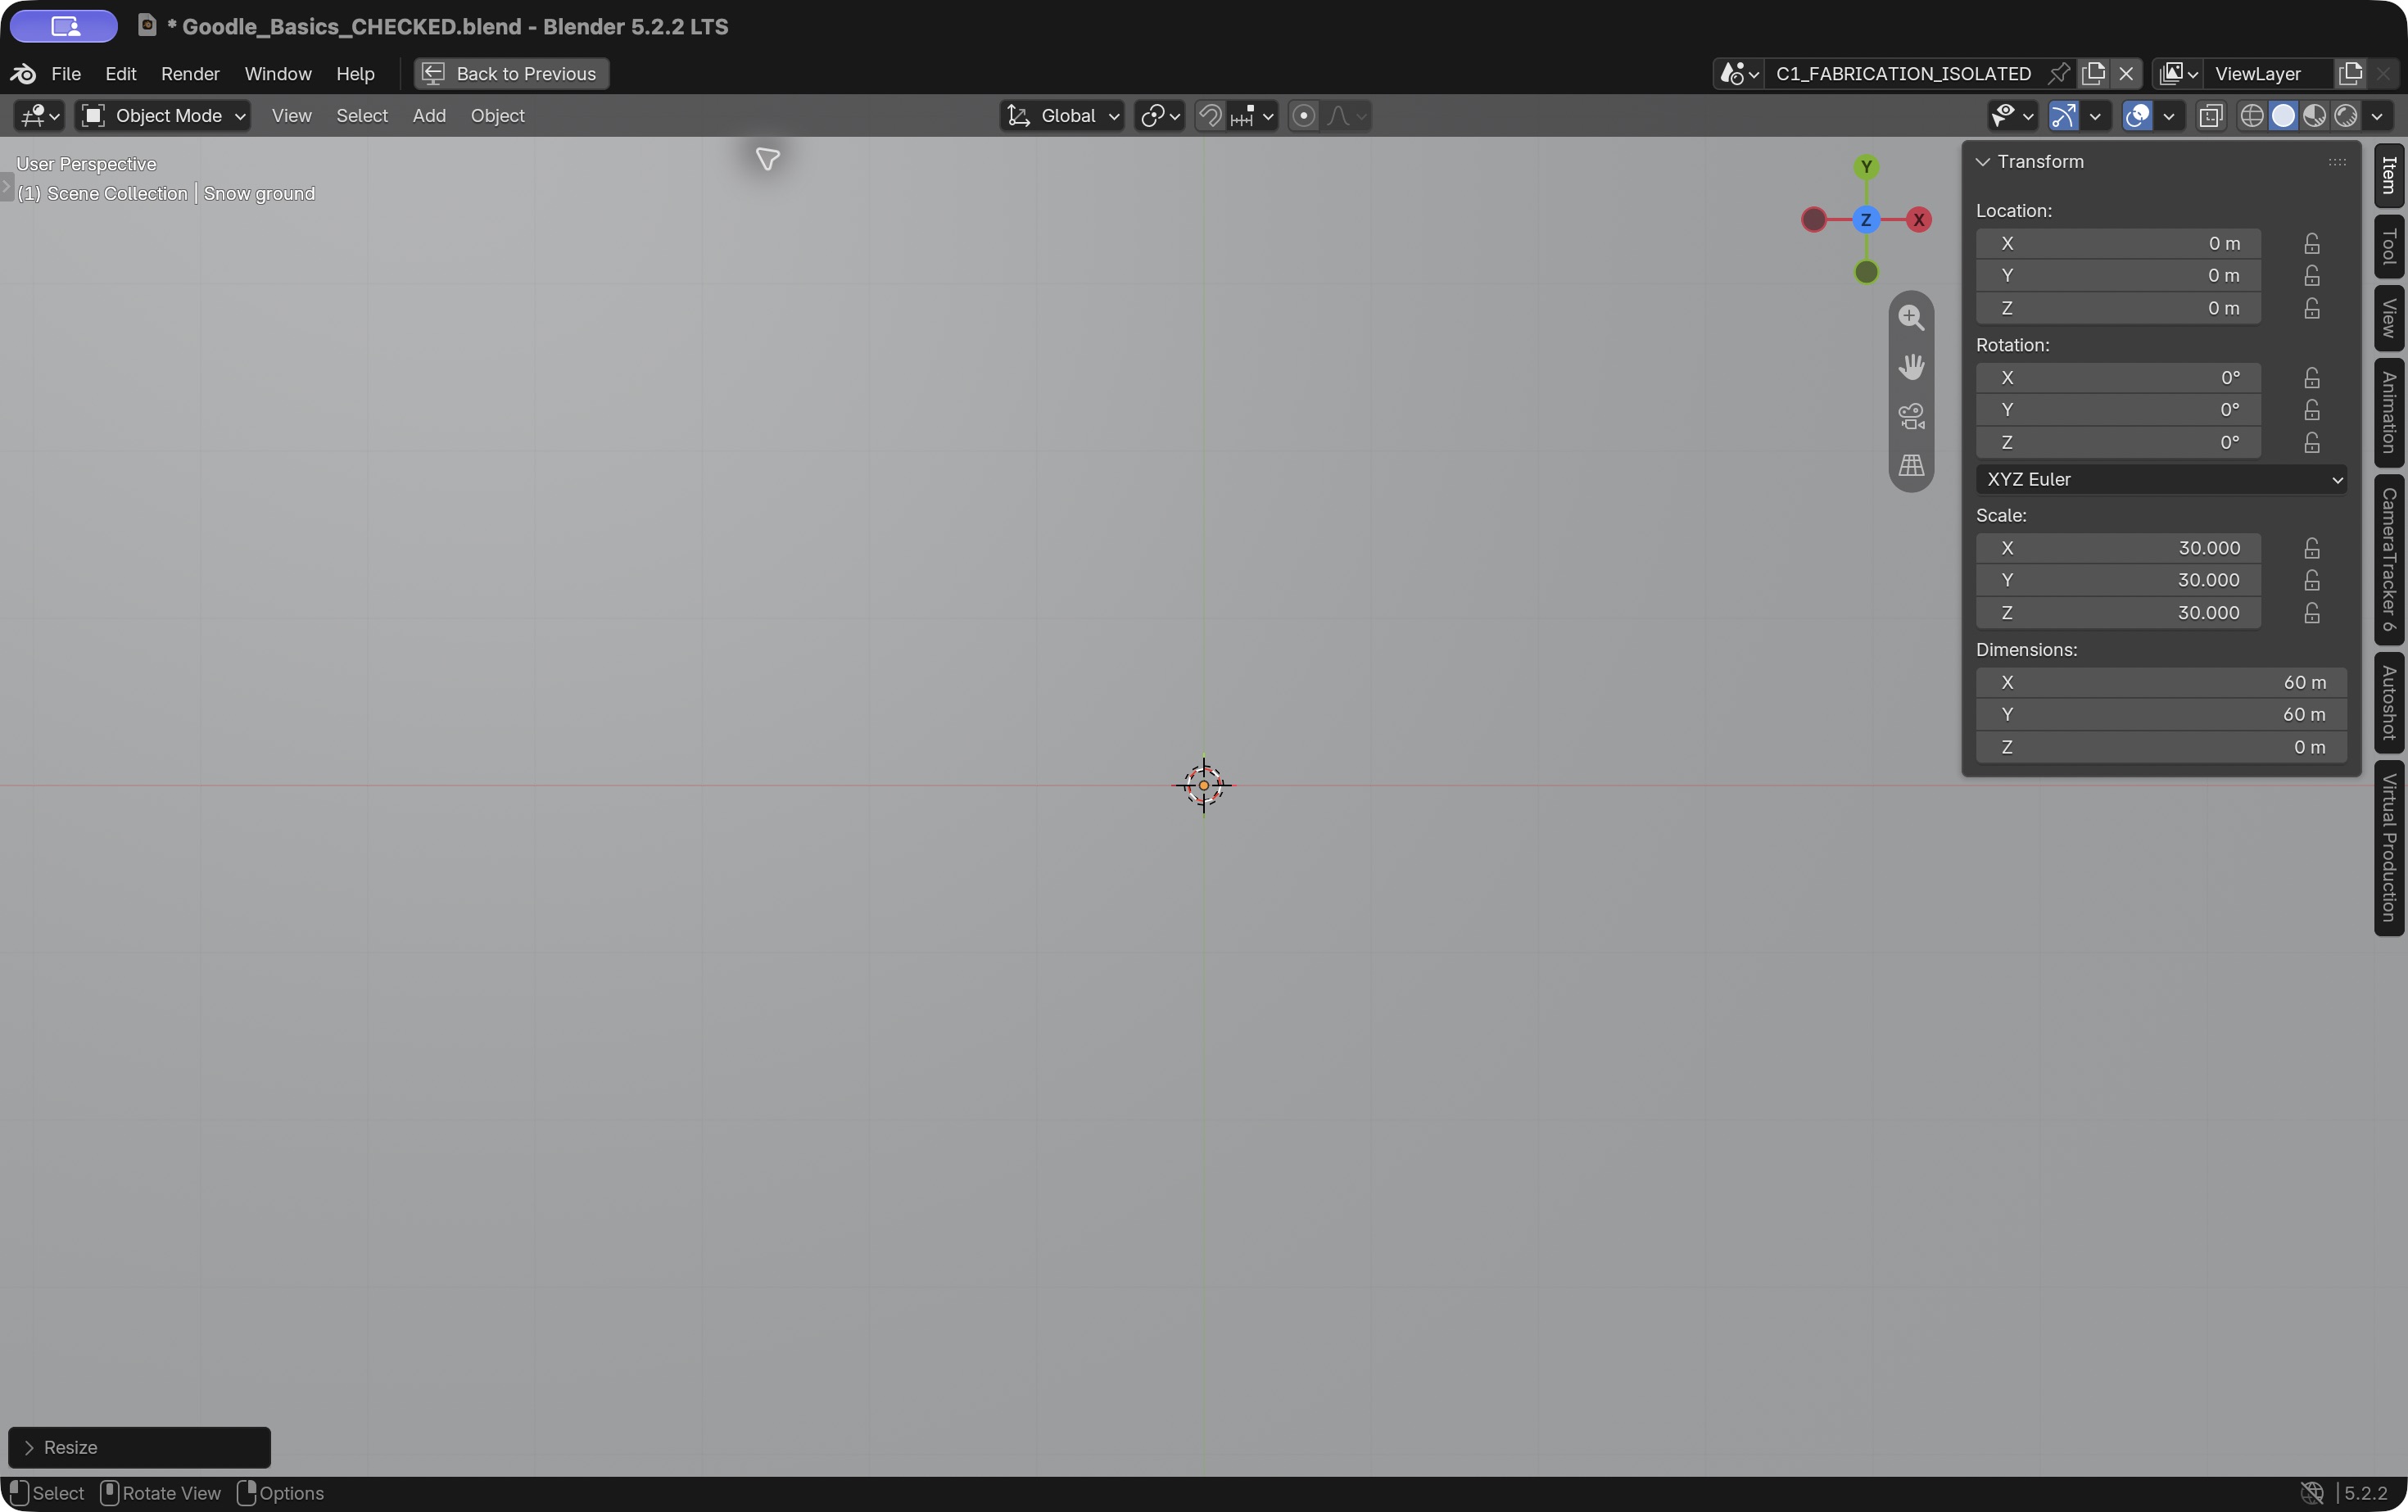 * Goodle_Basics_CHECKED.blend - Blender 5.2.2 LTS
File Edit Render Window Help Back to Previous C1_FABRICATION_ISOLATED ViewLayer
Object Mode View Select Add Object Global
User Perspective
(1) Scene Collection | Snow ground
Y
Z X
Transform
Location:
X 0 m
Y 0 m
Z 0 m
Rotation:
X 0°
Y 0°
Z 0°
XYZ Euler
Scale:
X 30.000
Y 30.000
Z 30.000
Dimensions:
X 60 m
Y 60 m
Z 0 m
Item
Tool
View
Animation
CameraTracker 6
Autoshot
Virtual Production
Resize
Select Rotate View Options 5.2.2